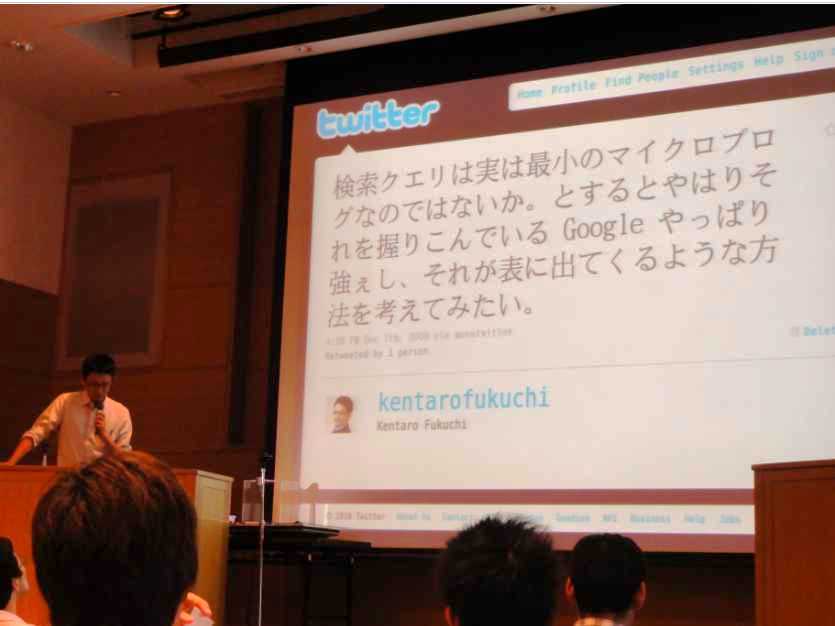 twitter
Home Profile Find People Settings Help Sign
検索クエリは実は最小のマイクロブロ
グなのではないか。とするとやはりそ
れを握りこんでいる Google やっぱり
強ぇし、それが表に出てくるような方
法を考えてみたい。
Retweeted by 1 person
Delet
kentarofukuchi
Kentaro Fukuchi
© 2010 Twitter About Us Contact Goodies API Business Help Jobs